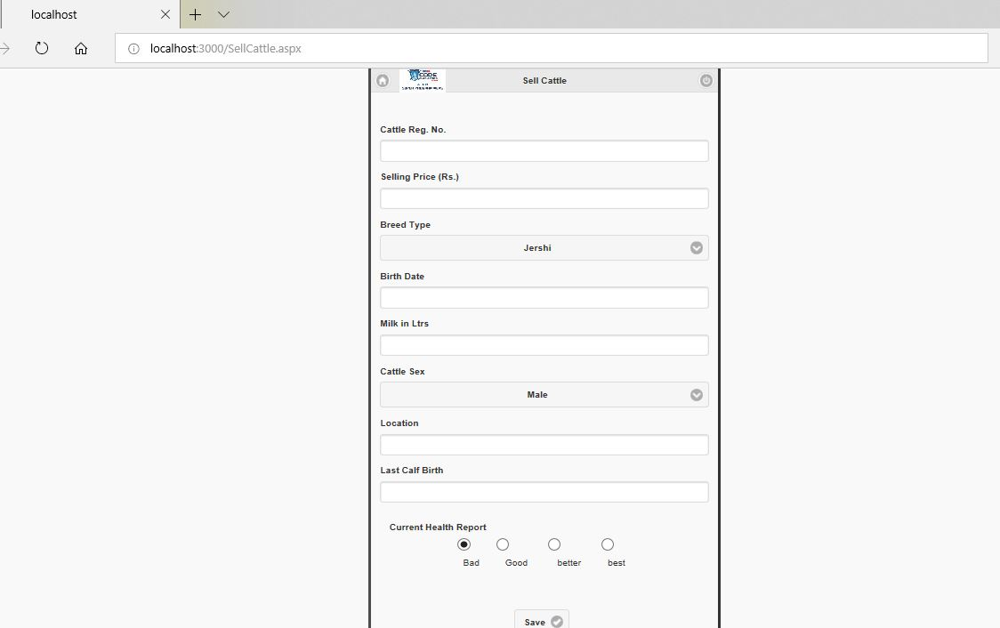 localhost
localhost:3000/SellCattle.aspx
CODE
Sell Cattle
Cattle Reg. No.
Selling Price (Rs.)
Breed Type
Jershi
Birth Date
Milk in Ltrs
Cattle Sex
Male
Location
Last Calf Birth
Current Health Report
Bad Good better best
Save